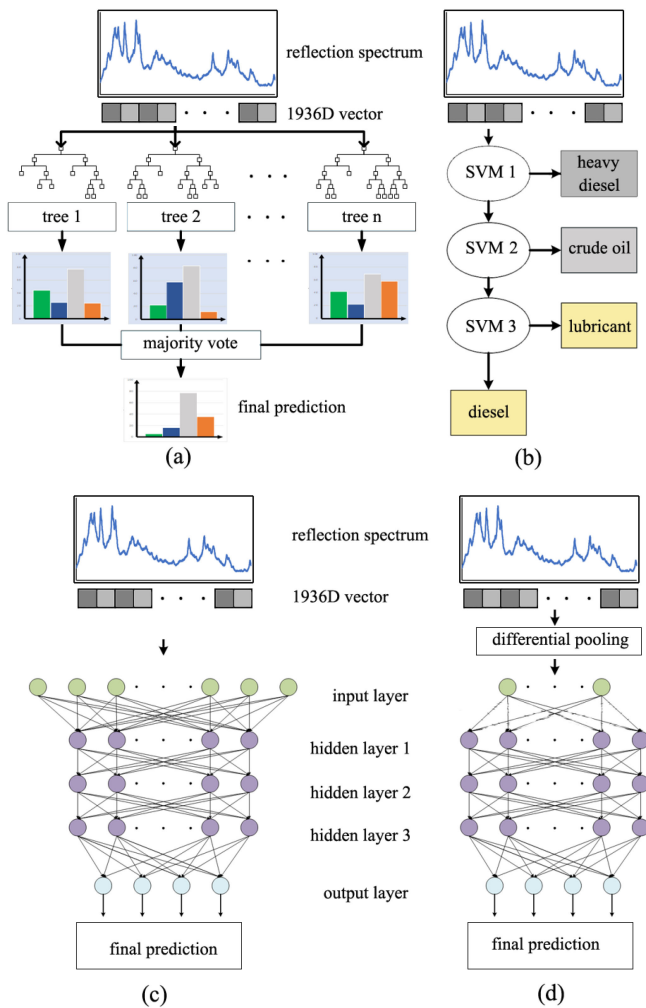 reflection spectrum
1936D vector
tree 1
tree 2
tree n
majority vote
final prediction
(a)
SVM 1
heavy
diesel
SVM 2
crude oil
SVM 3
lubricant
diesel
(b)
reflection spectrum
1936D vector
input layer
hidden layer 1
hidden layer 2
hidden layer 3
output layer
final prediction
(c)
differential pooling
final prediction
(d)